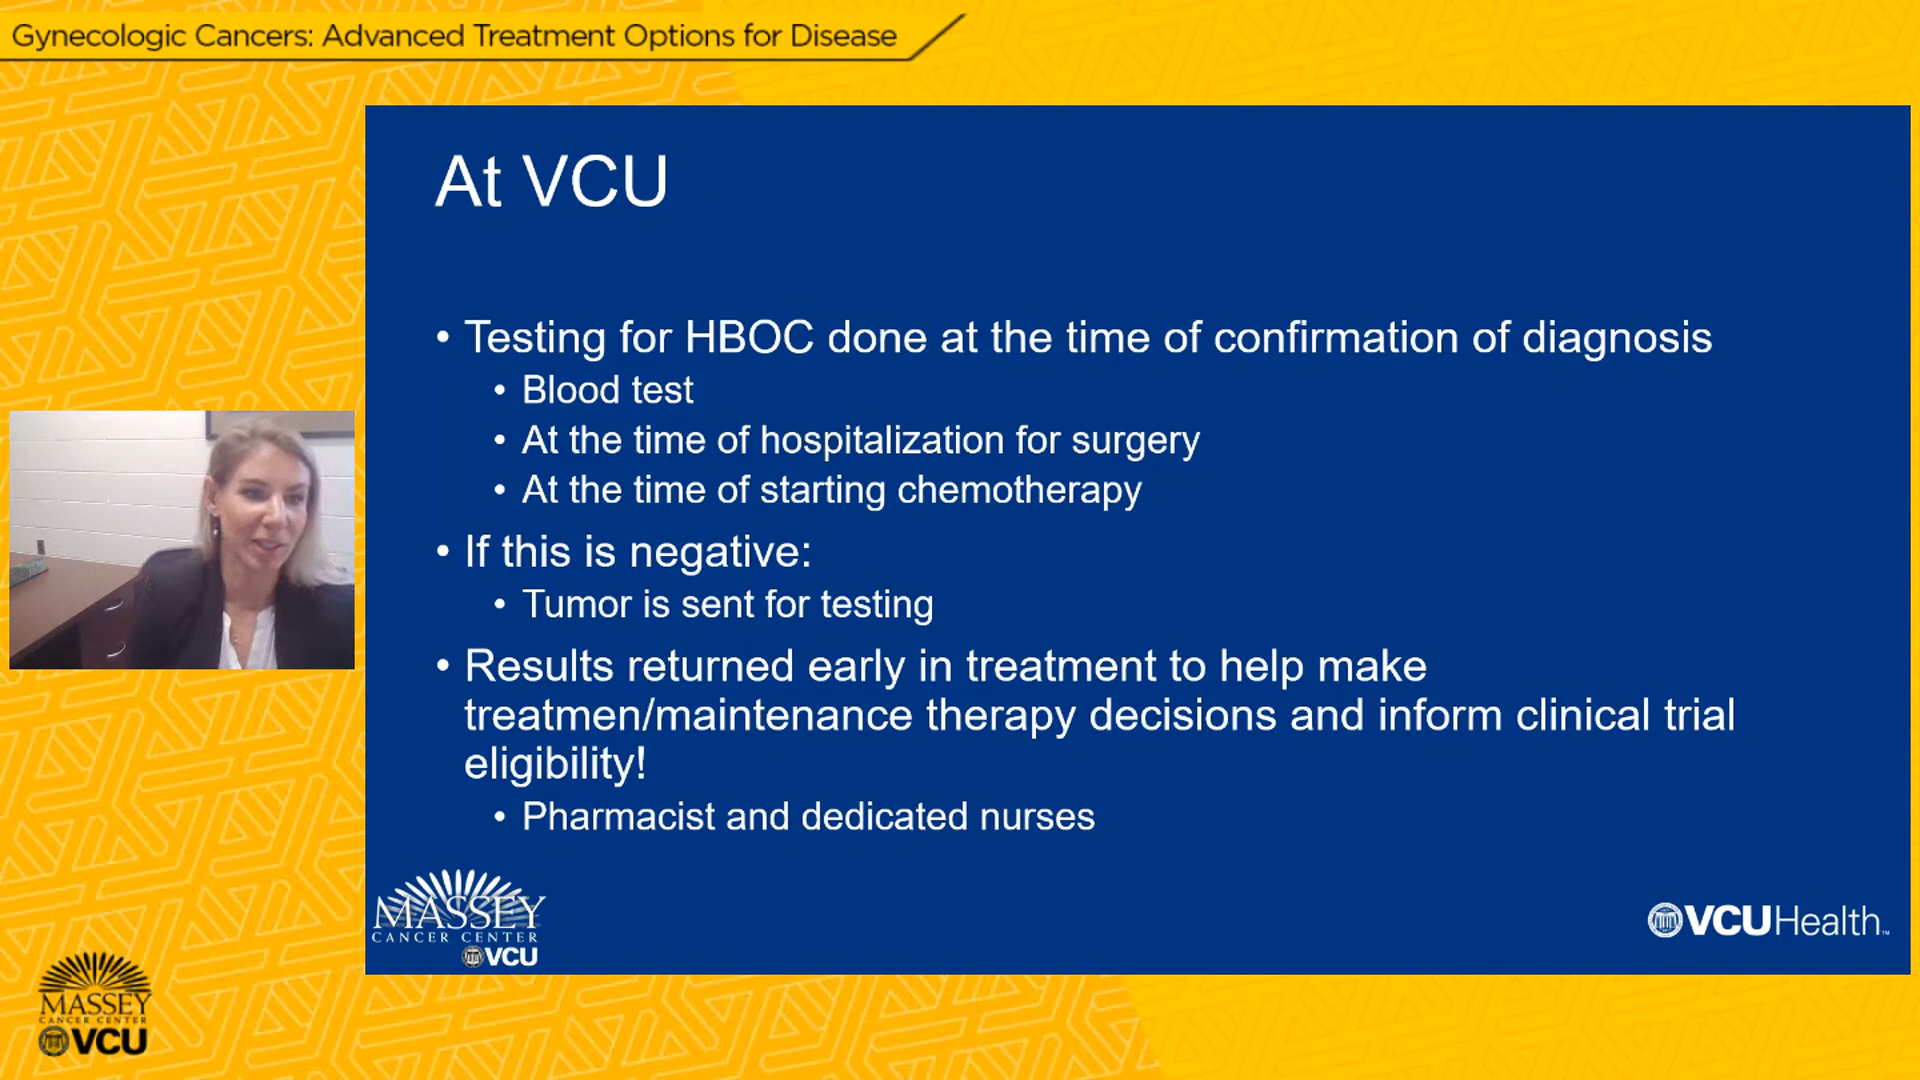 Gynecologic Cancers: Advanced Treatment Options for Disease
At VCU
• Testing for HBOC done at the time of confirmation of diagnosis
• Blood test
• At the time of hospitalization for surgery
• At the time of starting chemotherapy
• If this is negative:
• Tumor is sent for testing
• Results returned early in treatment to help make
treatmen/maintenance therapy decisions and inform clinical trial
eligibility!
• Pharmacist and dedicated nurses
MASSEY
CANCER CENTER
VCU
VCUHealth™
MASSEY
CANCER CENTER
VCU